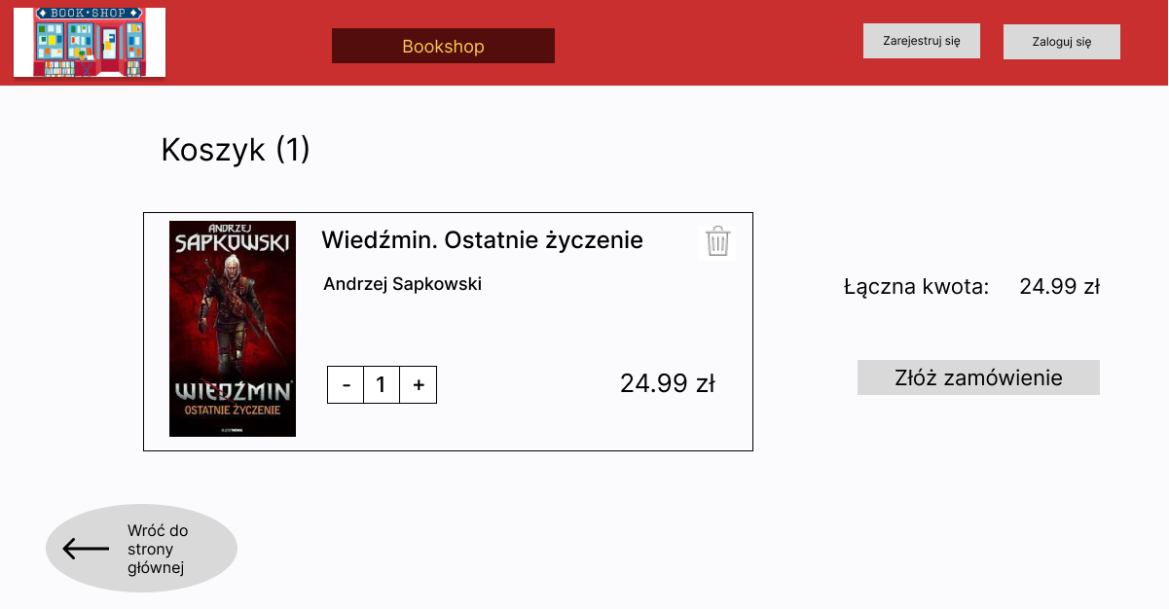 BOOK•SHOP
Bookshop
Zarejestruj się
Zaloguj się
Koszyk (1)
ANDRZEJ
SAPKOWSKI
WIEDŹMIN
OSTATNIE ŻYCZENIE
Wiedźmin. Ostatnie życzenie
Andrzej Sapkowski
- 1 +
24.99 zł
Łączna kwota: 24.99 zł
Złóż zamówienie
Wróć do
strony
głównej